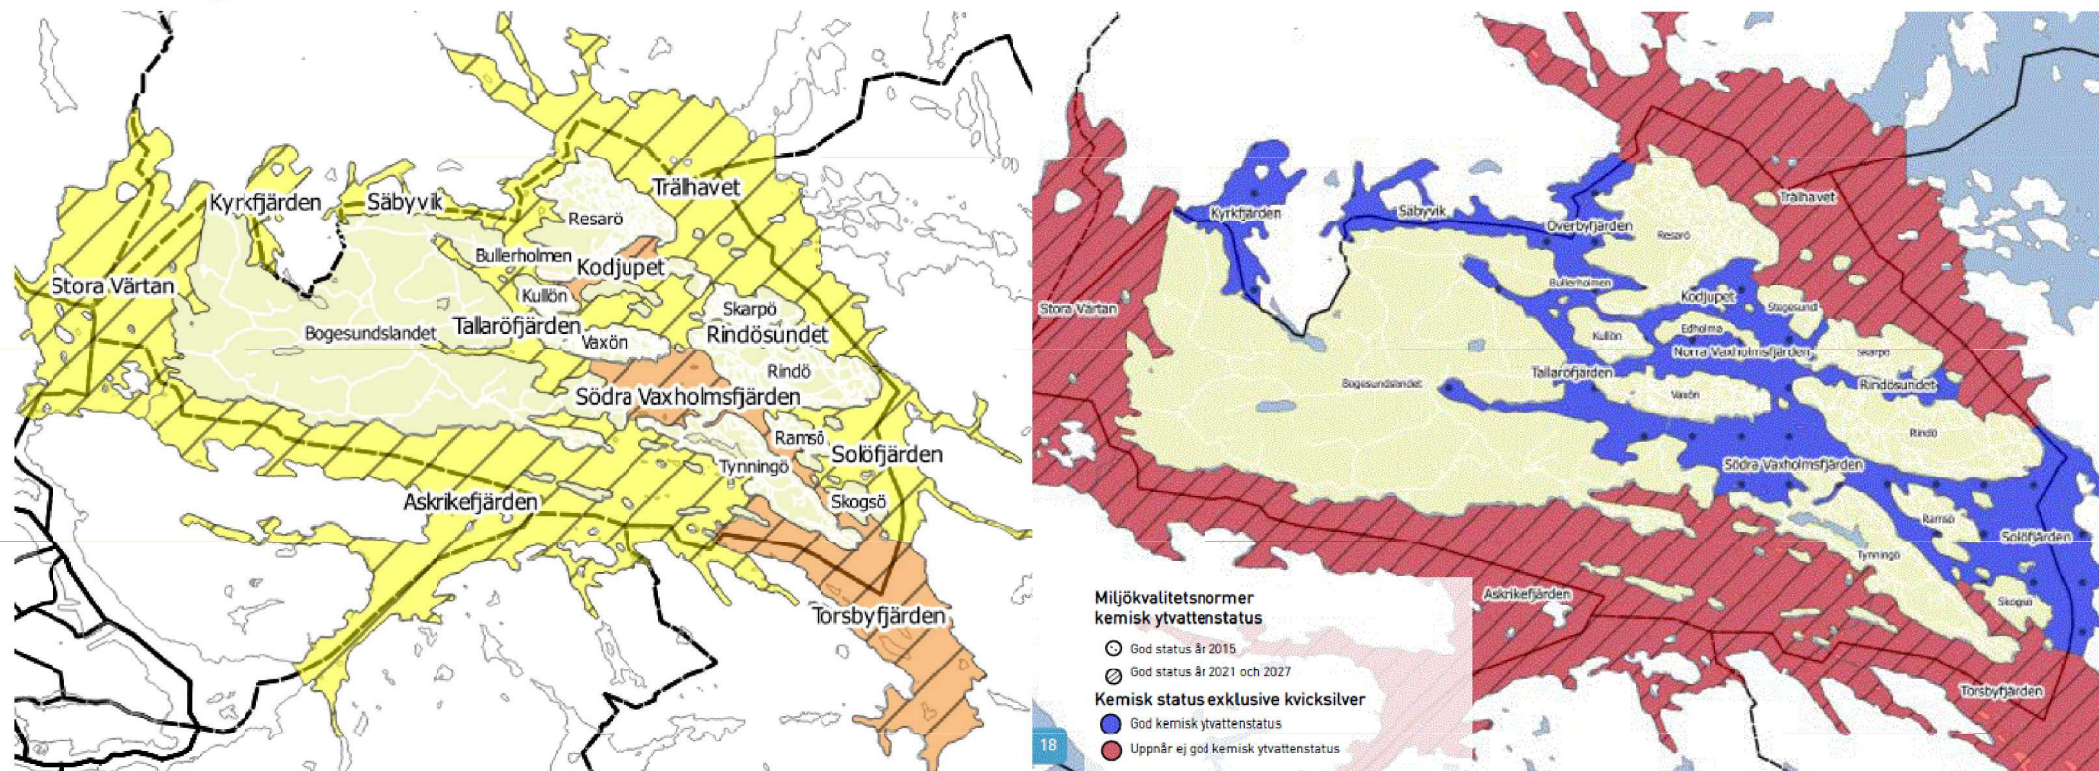 Kyrkfjärden
Säbyvik
Trälhavet
Resarö
Bullerholmen
Kodjupet
Stora Värtan
Kullön
Skarpö
Bogesundslandet
Tallaröfjärden
Vaxön
Rindösundet
Rindö
Södra Vaxholmsfjärden
Ramsö
Solöfjärden
Tynningö
Askrikefjärden
Skogsö
Torsbyfjärden
Kyrkfjärden
Säbyvik
Trälhavet
Överbyfjärden
Resarö
Bullerholmen
Kodjupet
Stora Värtan
Stegesund
Kullön
Edholma
Norra Vaxholmsfjärden
Skarpö
Tallaröfjärden
Bogesundslandet
Rindösundet
Vaxön
Rindö
Södra Vaxholmsfjärden
Ramsö
Solöfjärden
Tynningö
Askrikefjärden
Skogsö
Torsbyfjärden
Miljökvalitetsnormer
kemisk ytvattenstatus
God status år 2015
God status år 2021 och 2027
Kemisk status exklusive kvicksilver
God kemisk ytvattenstatus
Uppnår ej god kemisk ytvattenstatus
18